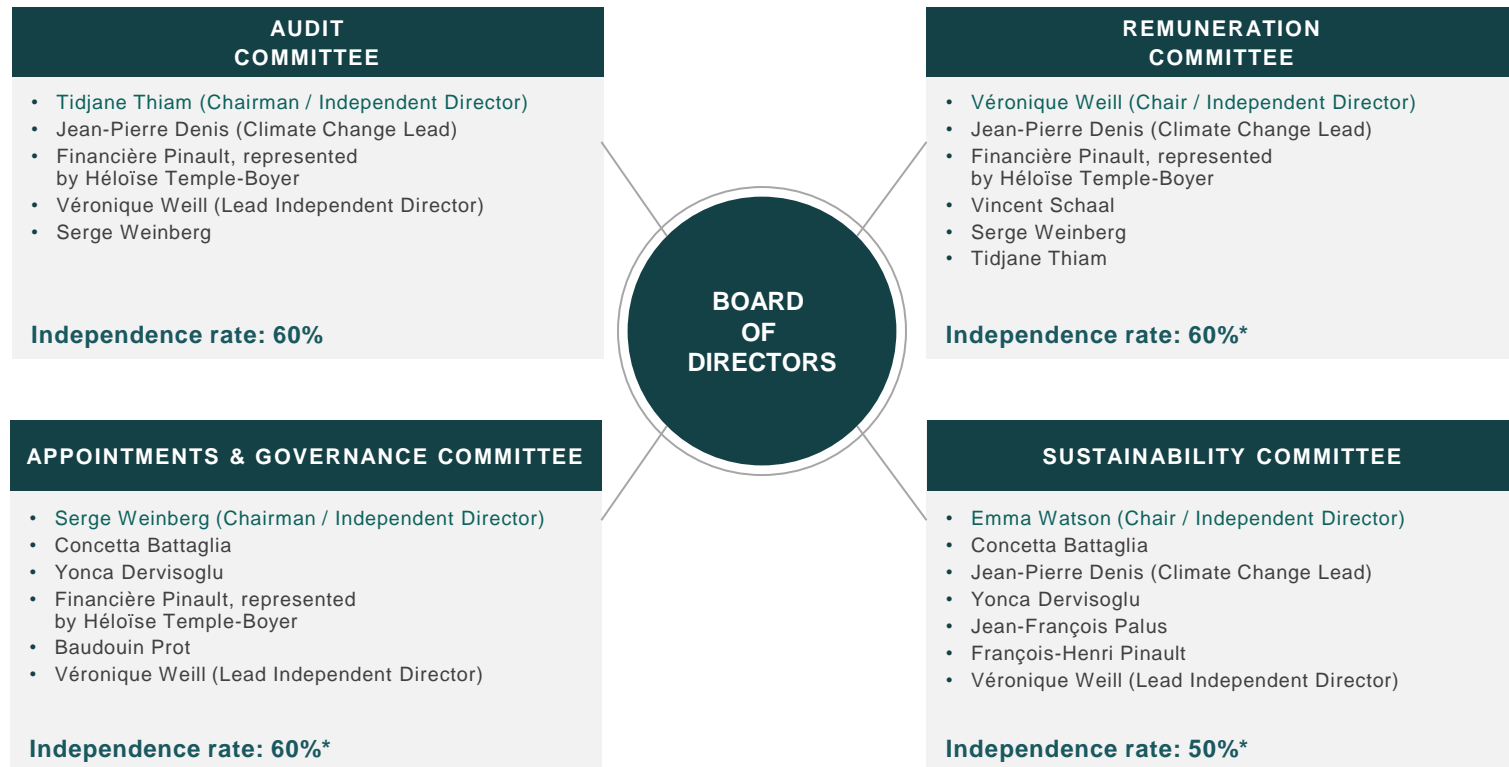 AUDIT
COMMITTEE
• Tidjane Thiam (Chairman / Independent Director)
• Jean-Pierre Denis (Climate Change Lead)
• Financière Pinault, represented
by Héloïse Temple-Boyer
• Véronique Weill (Lead Independent Director)
• Serge Weinberg
Independence rate: 60%
REMUNERATION
COMMITTEE
• Véronique Weill (Chair / Independent Director)
• Jean-Pierre Denis (Climate Change Lead)
• Financière Pinault, represented
by Héloïse Temple-Boyer
• Vincent Schaal
• Serge Weinberg
• Tidjane Thiam
Independence rate: 60%*
BOARD
OF
DIRECTORS
APPOINTMENTS & GOVERNANCE COMMITTEE
• Serge Weinberg (Chairman / Independent Director)
• Concetta Battaglia
• Yonca Dervisoglu
• Financière Pinault, represented
by Héloïse Temple-Boyer
• Baudouin Prot
• Véronique Weill (Lead Independent Director)
Independence rate: 60%*
SUSTAINABILITY COMMITTEE
• Emma Watson (Chair / Independent Director)
• Concetta Battaglia
• Jean-Pierre Denis (Climate Change Lead)
• Yonca Dervisoglu
• Jean-François Palus
• François-Henri Pinault
• Véronique Weill (Lead Independent Director)
Independence rate: 50%*